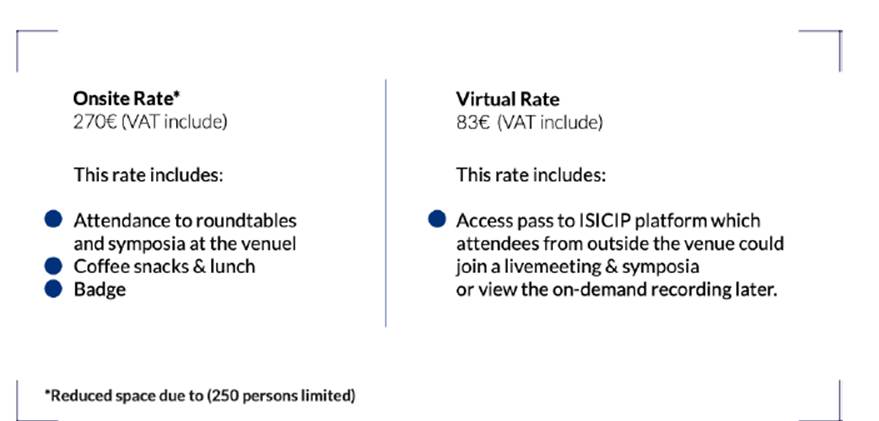 Onsite Rate*
270€ (VAT include)
This rate includes:
Attendance to roundtables
and symposia at the venuel
Coffee snacks & lunch
Badge
Virtual Rate
83€ (VAT include)
This rate includes:
Access pass to ISICIP platform which
attendees from outside the venue could
join a livemeeting & symposia
or view the on-demand recording later.
*Reduced space due to (250 persons limited)